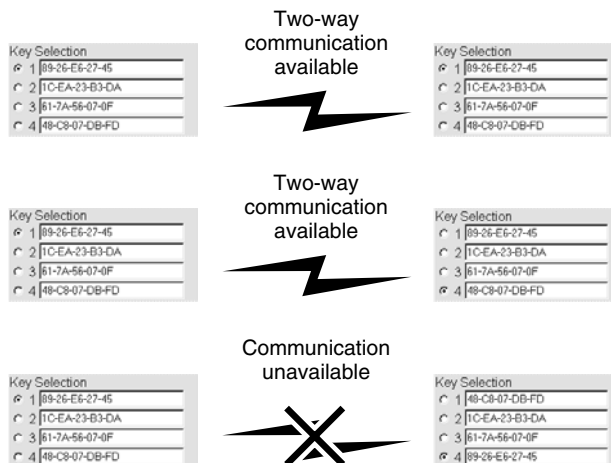 Two-way
communication
available
Key Selection
1 89-26-E6-27-45
2 1C-EA-23-B3-DA
3 61-7A-56-07-0F
4 48-C8-07-DB-FD
Key Selection
1 89-26-E6-27-45
2 1C-EA-23-B3-DA
3 61-7A-56-07-0F
4 48-C8-07-DB-FD
Two-way
communication
available
Key Selection
1 89-26-E6-27-45
2 1C-EA-23-B3-DA
3 61-7A-56-07-0F
4 48-C8-07-DB-FD
Key Selection
1 89-26-E6-27-45
2 1C-EA-23-B3-DA
3 61-7A-56-07-0F
4 48-C8-07-DB-FD
Communication
unavailable
Key Selection
1 89-26-E6-27-45
2 1C-EA-23-B3-DA
3 61-7A-56-07-0F
4 48-C8-07-DB-FD
Key Selection
1 48-C8-07-DB-FD
2 1C-EA-23-B3-DA
3 61-7A-56-07-0F
4 89-26-E6-27-45